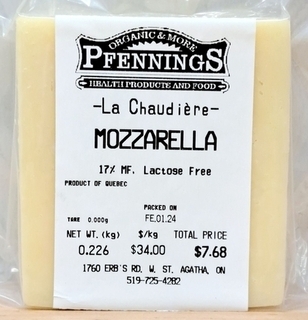 ORGANIC & MORE
PFENNINGS
HEALTH PRODUCTS AND FOOD
-La Chaudière-
MOZZARELLA
17% MF. Lactose Free
PRODUCT OF QUEBEC
PACKED ON
TARE 0.000g FE.01.24
NET WT. (kg) $/kg TOTAL PRICE
0.226 $34.00 $7.68
1760 ERB'S RD, W. ST. AGATHA, ON
519-725-4282